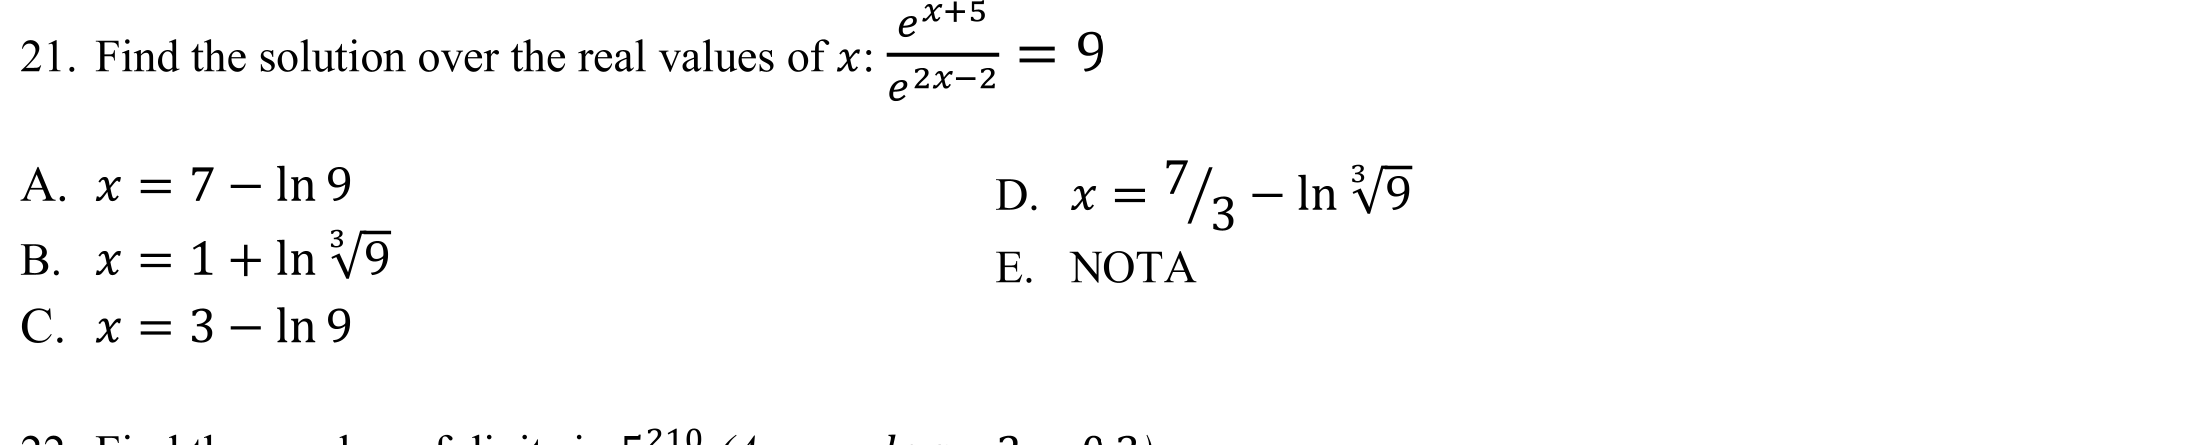 21. Find the solution over the real values of x: e^{x+5}/e^{2x−2} = 9
A. x = 7 − ln 9
B. x = 1 + ln ∛9
C. x = 3 − ln 9
D. x = 7/3 − ln ∛9
E. NOTA